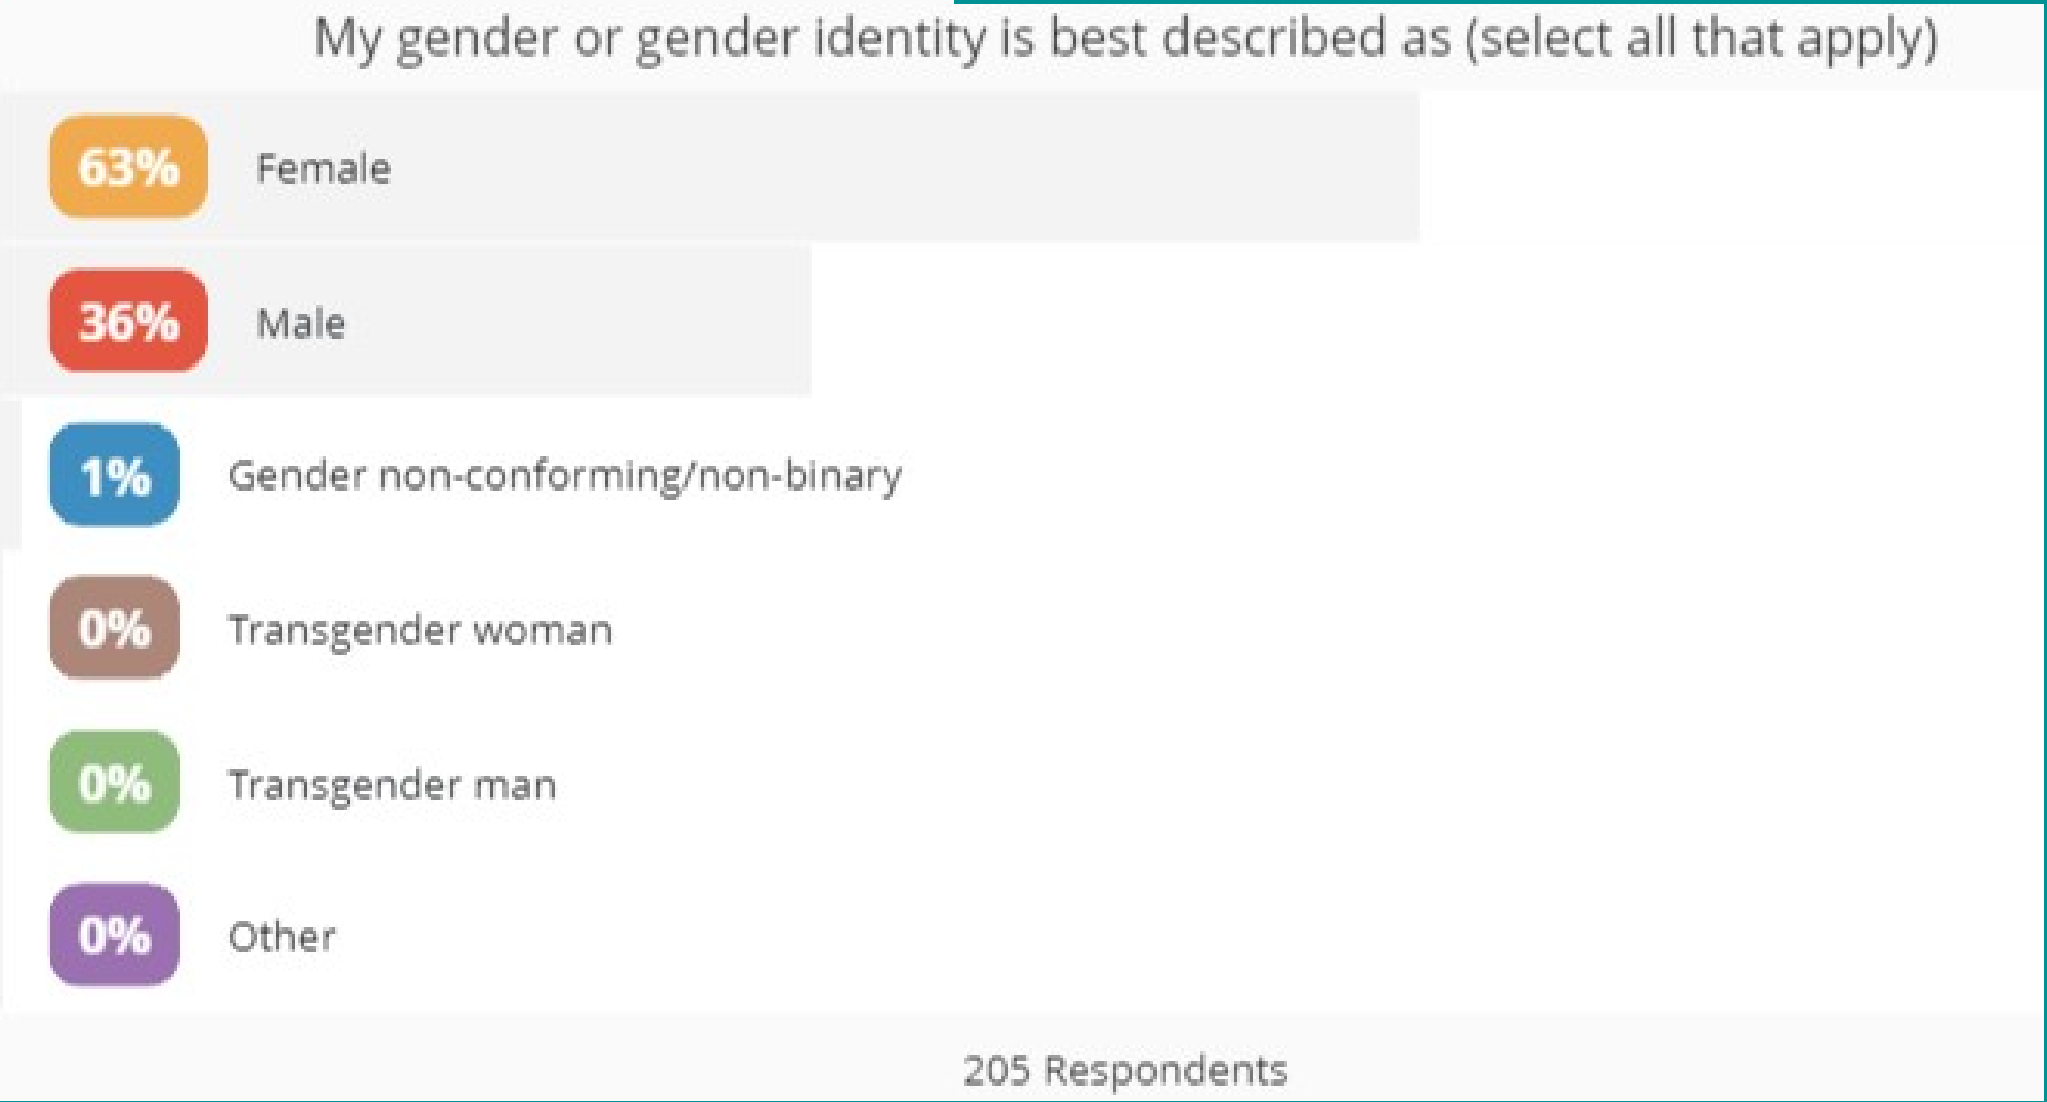 My gender or gender identity is best described as (select all that apply)
63% Female
36% Male
1% Gender non-conforming/non-binary
0% Transgender woman
0% Transgender man
0% Other
205 Respondents